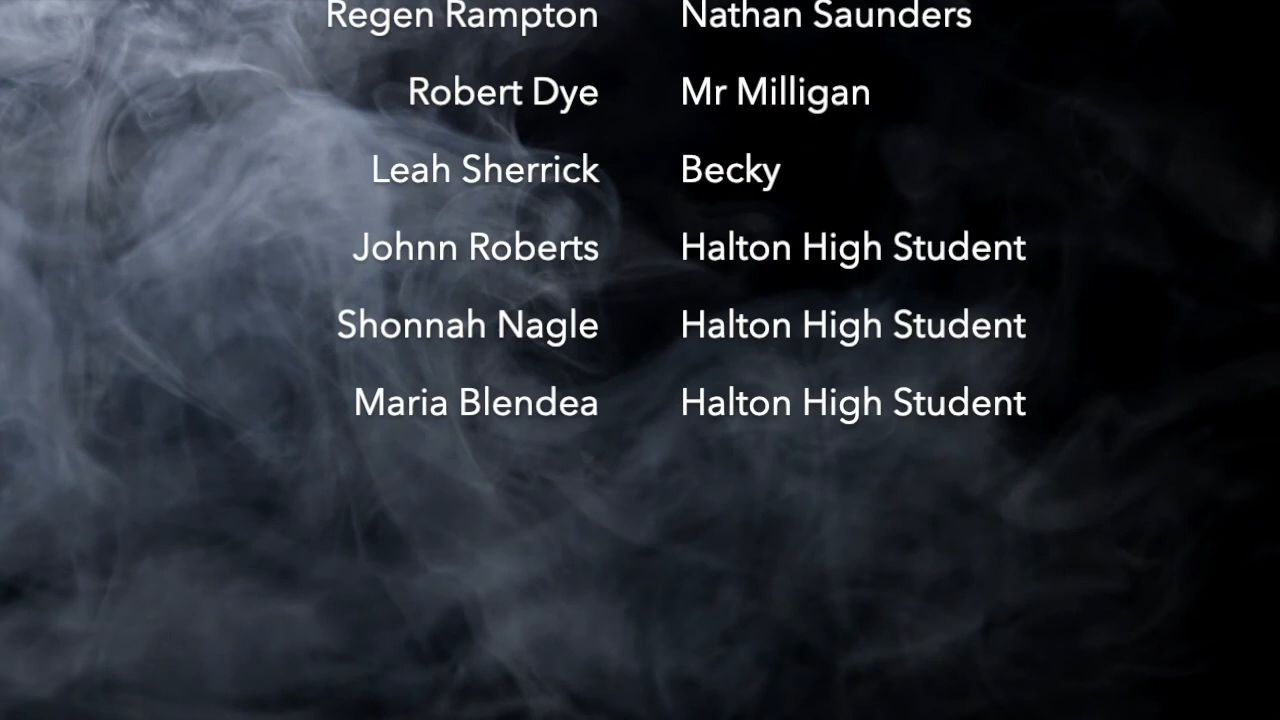 Regen Rampton Nathan Saunders
Robert Dye Mr Milligan
Leah Sherrick Becky
Johnn Roberts Halton High Student
Shonnah Nagle Halton High Student
Maria Blendea Halton High Student